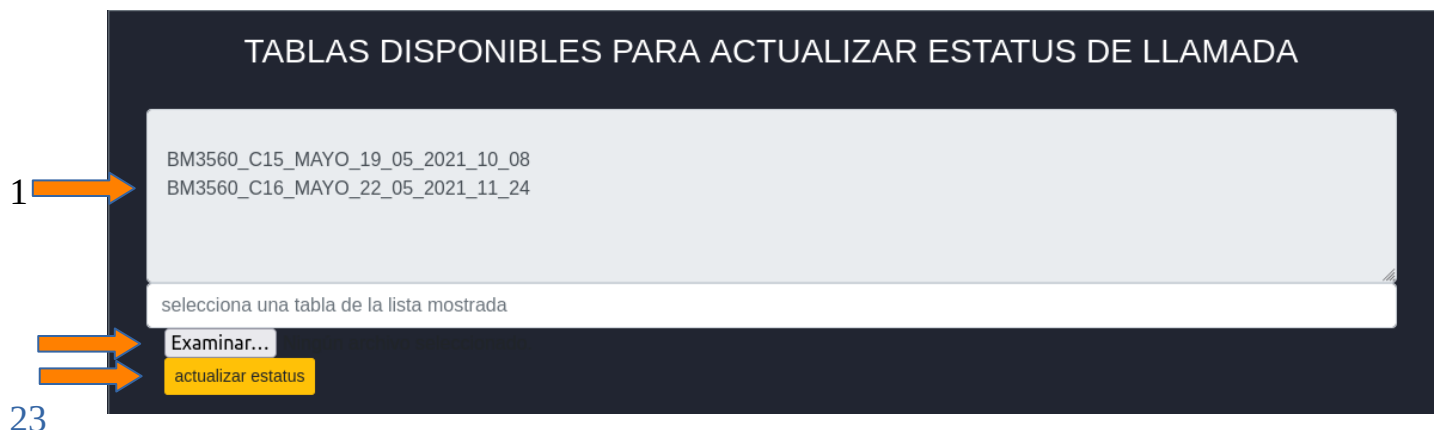 TABLAS DISPONIBLES PARA ACTUALIZAR ESTATUS DE LLAMADA
BM3560_C15_MAYO_19_05_2021_10_08
BM3560_C16_MAYO_22_05_2021_11_24
1
selecciona una tabla de la lista mostrada
Examinar...
actualizar estatus
23